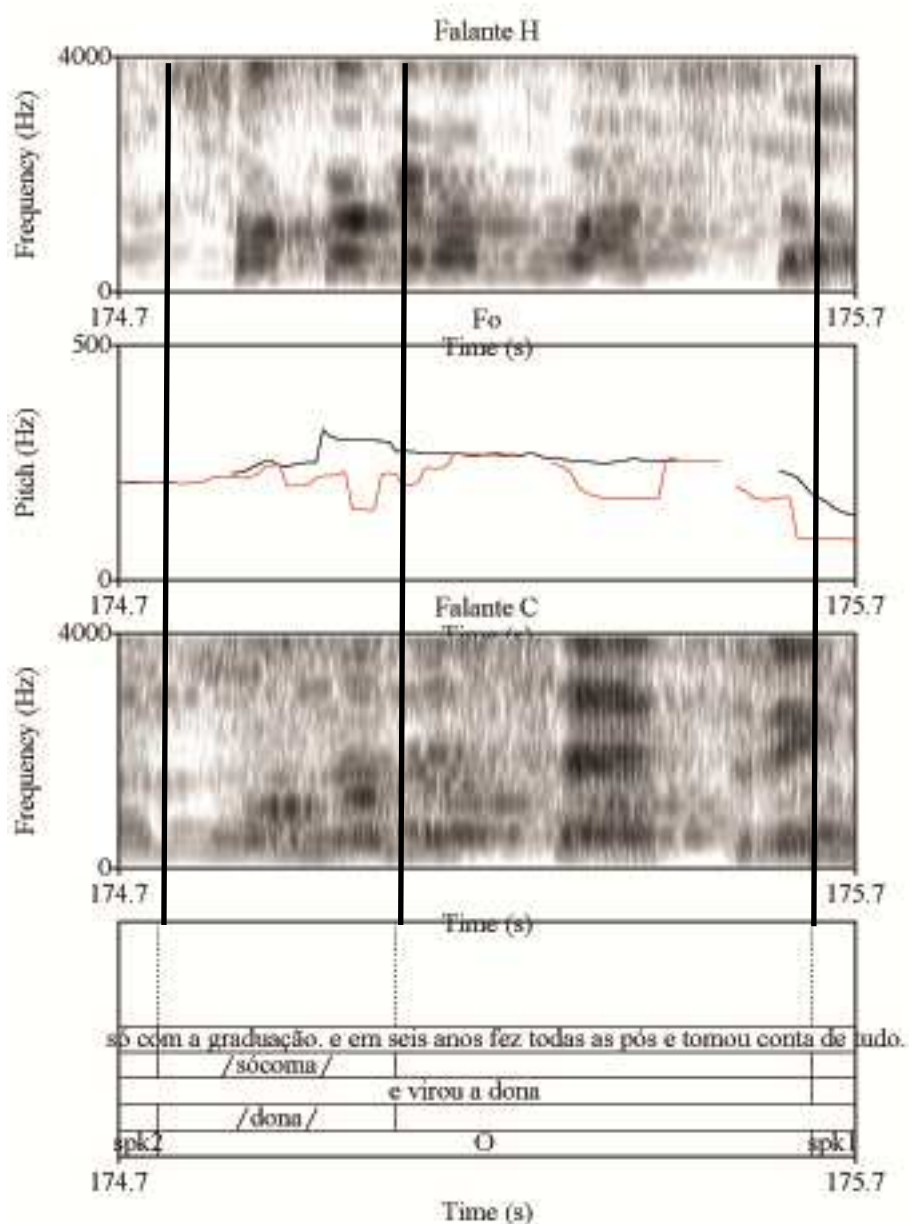 Falante H
4000
Frequency (Hz)
0
174.7
Fo
175.7
Time (s)
500
Pitch (Hz)
0
174.7
Falante C
175.7
Time (s)
4000
Frequency (Hz)
0
174.7
175.7
Time (s)
só com a graduação. e em seis anos fez todas as pós e tomou conta de tudo.
/sócoma/
e virou a dona
/dona/
spk2
O
spk1
174.7
175.7
Time (s)